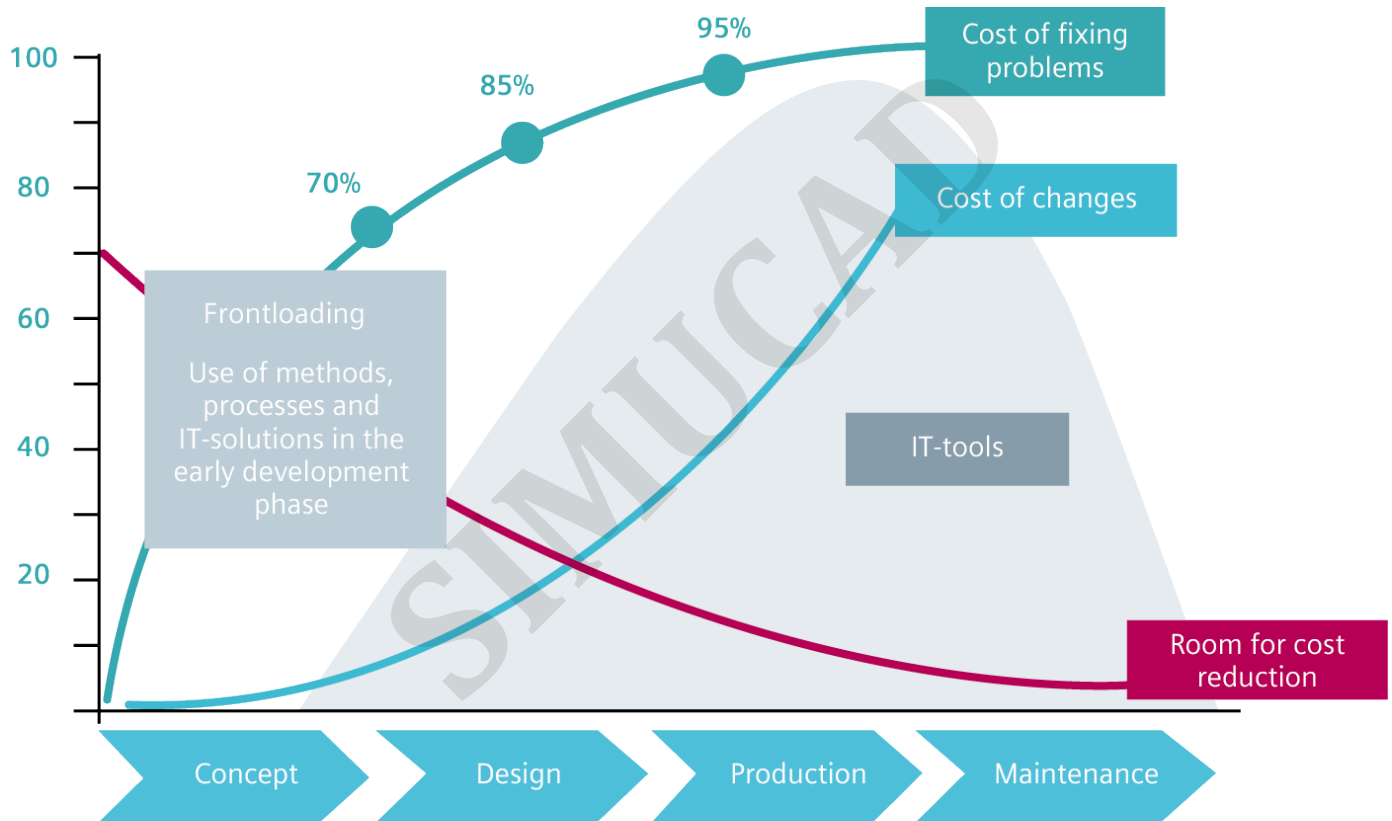 95%
Cost of fixing
problems
100
85%
70%
80
Cost of changes
60
Frontloading
Use of methods,
processes and
IT-solutions in the
early development
phase
40
IT-tools
20
Room for cost
reduction
SIMUCAD
Concept
Design
Production
Maintenance